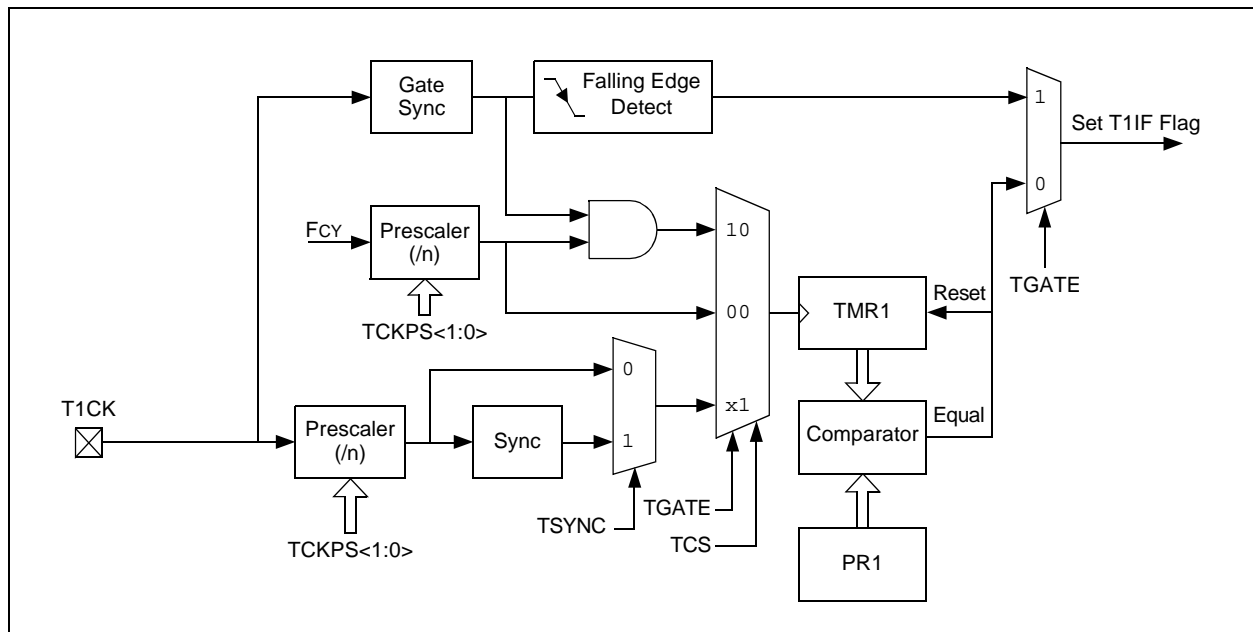 Gate
Sync
Falling Edge
Detect
1
Set T1IF Flag
0
TGATE
FCY
Prescaler
(/n)
TCKPS<1:0>
10
00
x1
TMR1
Reset
T1CK
Prescaler
(/n)
TCKPS<1:0>
Sync
0
1
TSYNC
TGATE
TCS
Comparator
Equal
PR1